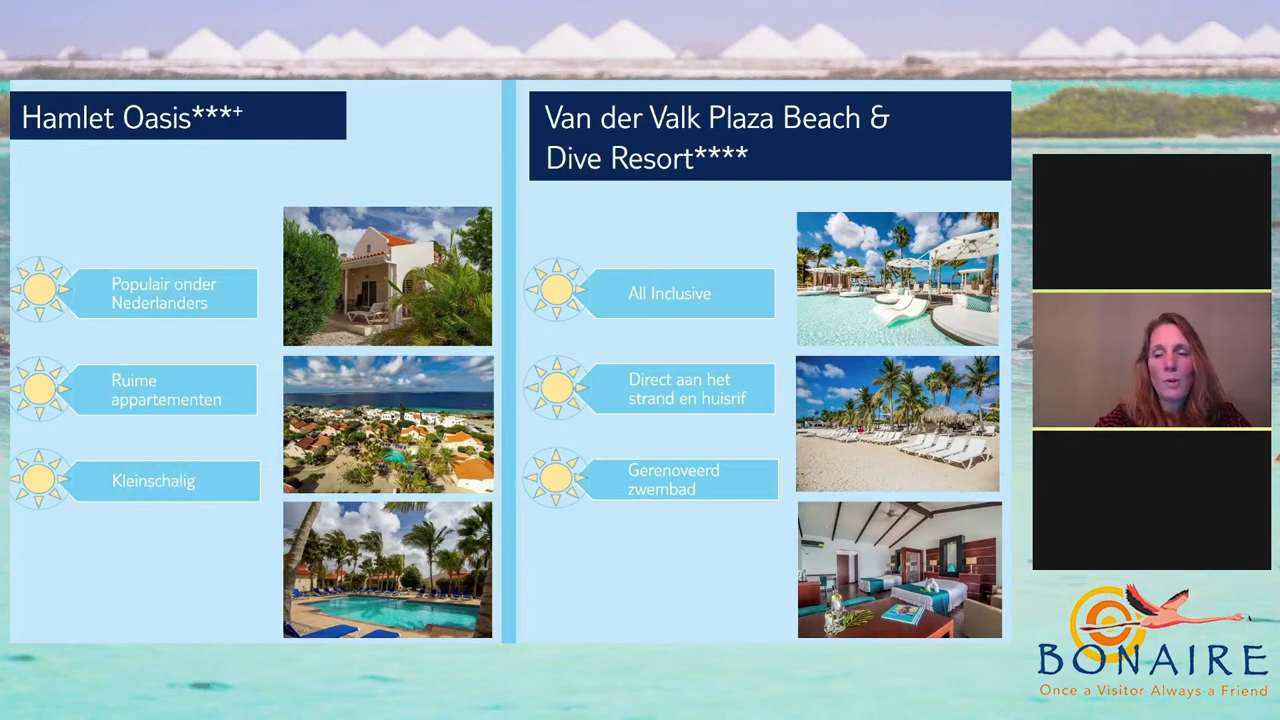 Hamlet Oasis***+
Populair onder
Nederlanders
Ruime
appartementen
Kleinschalig
Van der Valk Plaza Beach &
Dive Resort****
All Inclusive
Direct aan het
strand en huisrif
Gerenoveerd
zwembad
BONAIRE
Once a Visitor Always a Friend